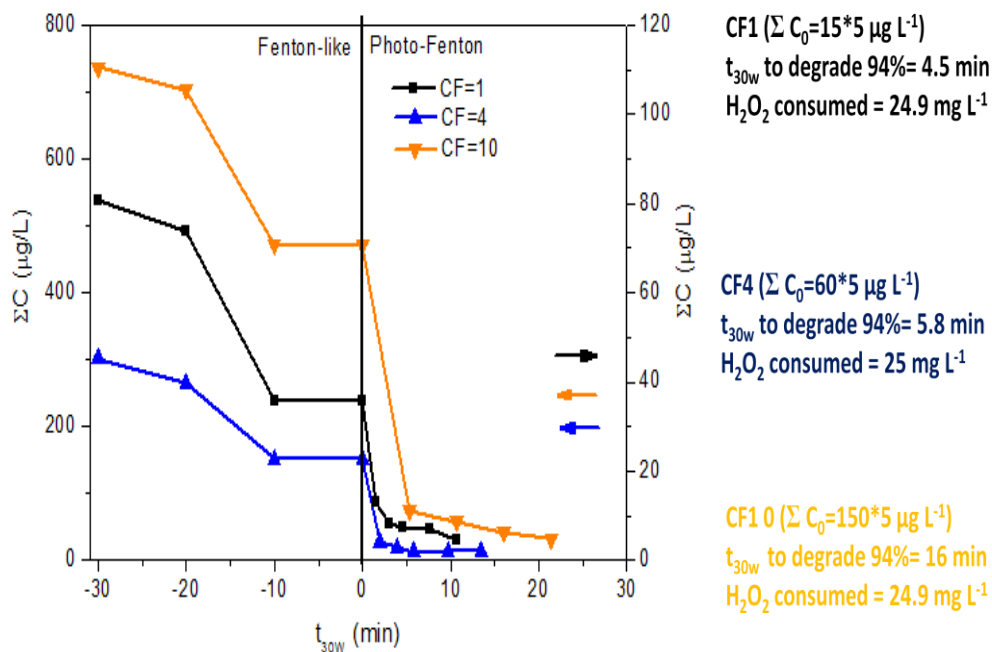 800
600
400
200
0
ΣC (µg/L)
Fenton-like
Photo-Fenton
CF=1
CF=4
CF=10
120
100
80
60
40
20
0
ΣC (µg/L)
-30 -20 -10 0 10 20 30
t30W (min)
CF1 (Σ C0=15*5 µg L-1)
t30w to degrade 94%= 4.5 min
H2O2 consumed = 24.9 mg L-1
CF4 (Σ C0=60*5 µg L-1)
t30w to degrade 94%= 5.8 min
H2O2 consumed = 25 mg L-1
CF1 0 (Σ C0=150*5 µg L-1)
t30w to degrade 94%= 16 min
H2O2 consumed = 24.9 mg L-1